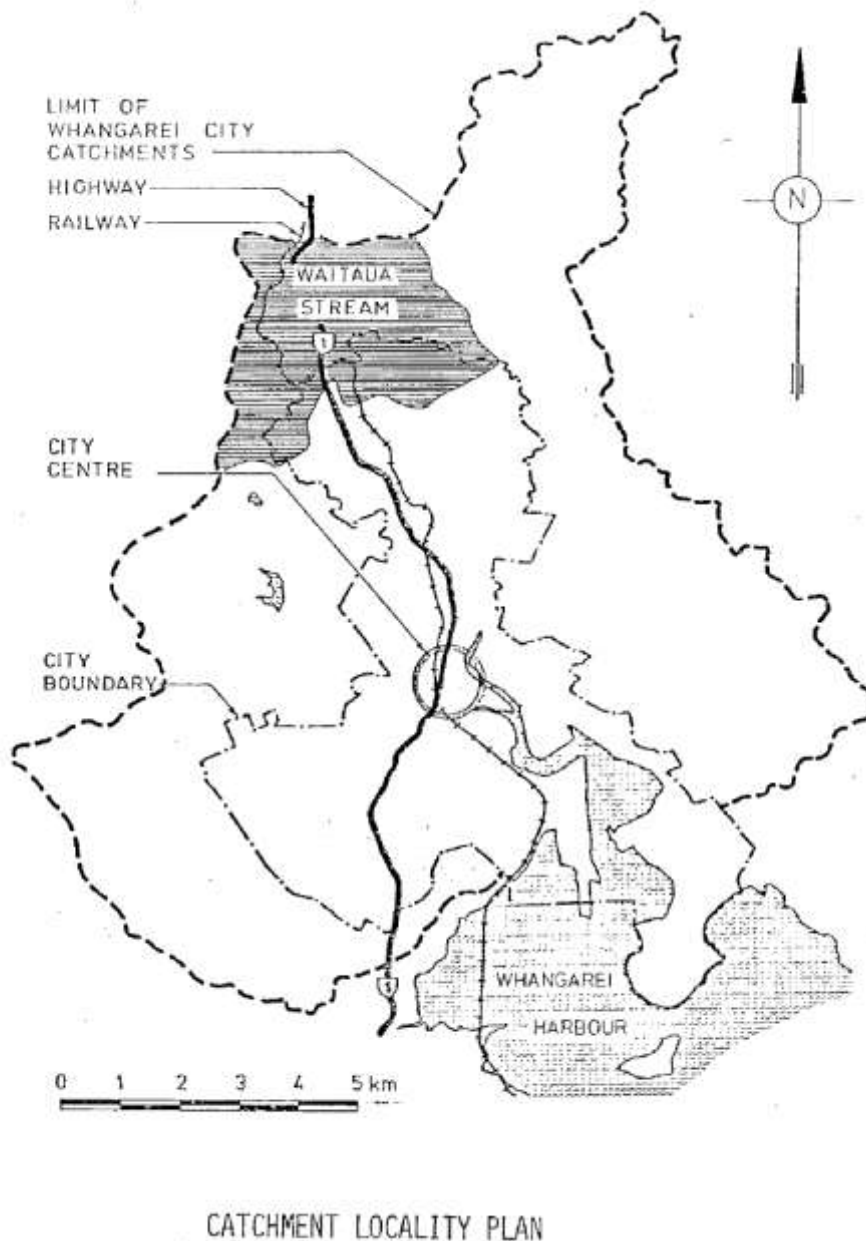 LIMIT OF
WHANGAREI CITY
CATCHMENTS
HIGHWAY
RAILWAY
N
WAITAUA
STREAM
1
CITY
CENTRE
CITY
BOUNDARY
WHANGAREI
HARBOUR
1
0 1 2 3 4 5 km
CATCHMENT LOCALITY PLAN